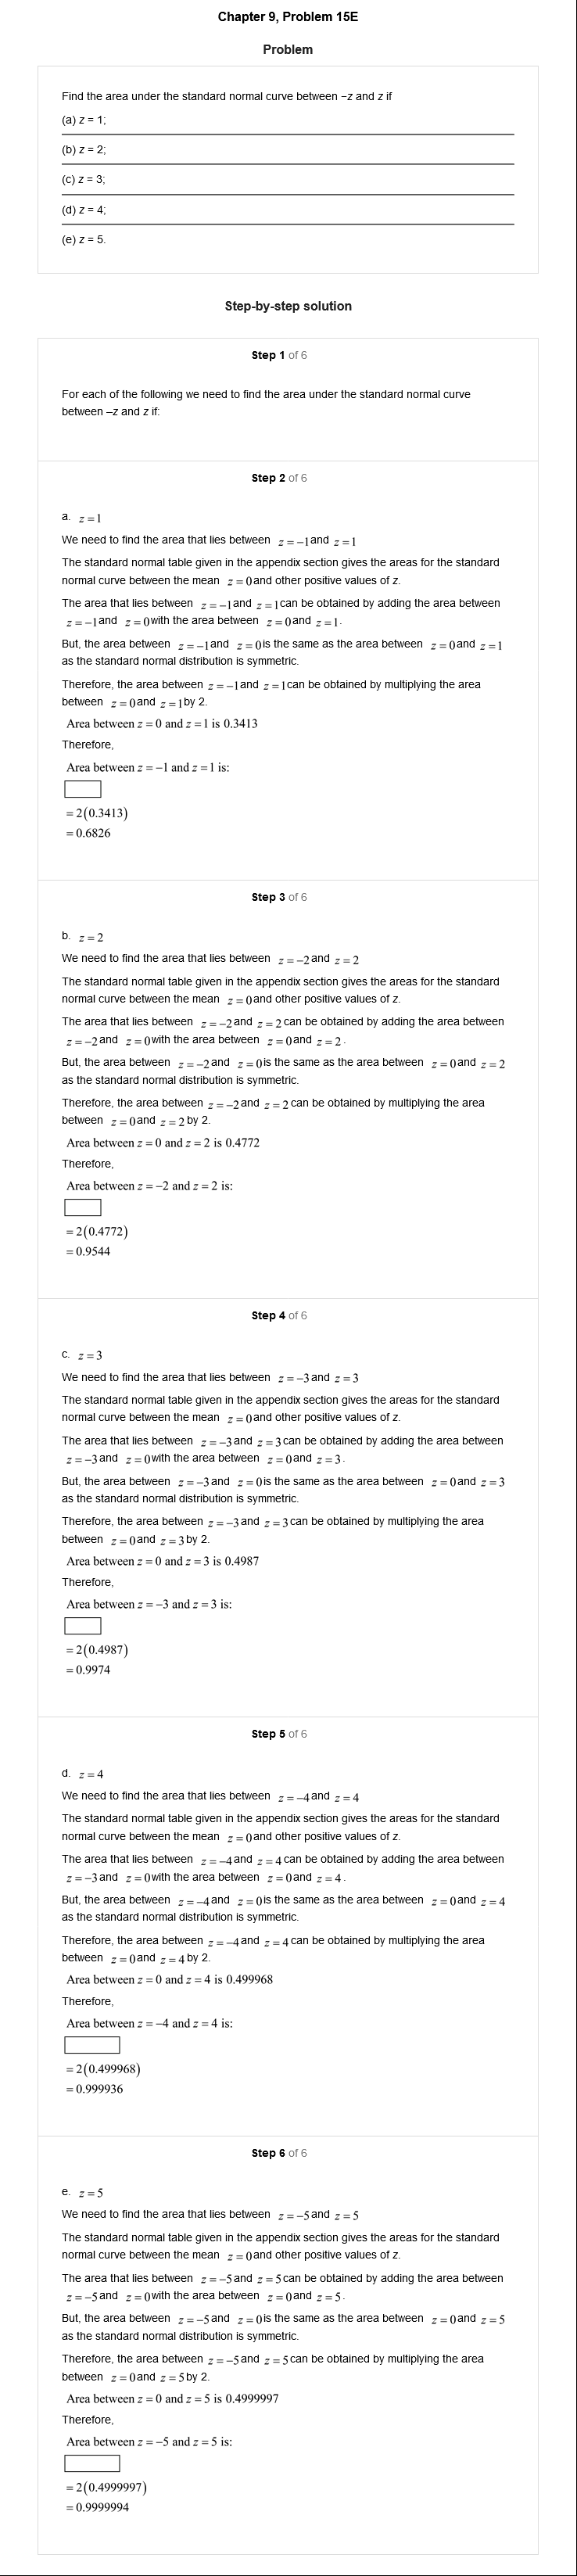 Chapter 9, Problem 15E
Problem
Find the area under the standard normal curve between −z and z if
(a) z = 1;
(b) z = 2;
(c) z = 3;
(d) z = 4;
(e) z = 5.
Step-by-step solution
Step 1 of 6
For each of the following we need to find the area under the standard normal curve
between –z and z if:
Step 2 of 6
a. z = 1
We need to find the area that lies between z = −1 and z = 1
The standard normal table given in the appendix section gives the areas for the standard
normal curve between the mean z = 0 and other positive values of z.
The area that lies between z = −1 and z = 1 can be obtained by adding the area between
z = −1 and z = 0 with the area between z = 0 and z = 1.
But, the area between z = −1 and z = 0 is the same as the area between z = 0 and z = 1
as the standard normal distribution is symmetric.
Therefore, the area between z = −1 and z = 1 can be obtained by multiplying the area
between z = 0 and z = 1 by 2.
Area between z = 0 and z = 1 is 0.3413
Therefore,
Area between z = −1 and z = 1 is:
= 2(0.3413)
= 0.6826
Step 3 of 6
b. z = 2
We need to find the area that lies between z = −2 and z = 2
The standard normal table given in the appendix section gives the areas for the standard
normal curve between the mean z = 0 and other positive values of z.
The area that lies between z = −2 and z = 2 can be obtained by adding the area between
z = −2 and z = 0 with the area between z = 0 and z = 2.
But, the area between z = −2 and z = 0 is the same as the area between z = 0 and z = 2
as the standard normal distribution is symmetric.
Therefore, the area between z = −2 and z = 2 can be obtained by multiplying the area
between z = 0 and z = 2 by 2.
Area between z = 0 and z = 2 is 0.4772
Therefore,
Area between z = −2 and z = 2 is:
= 2(0.4772)
= 0.9544
Step 4 of 6
c. z = 3
We need to find the area that lies between z = −3 and z = 3
The standard normal table given in the appendix section gives the areas for the standard
normal curve between the mean z = 0 and other positive values of z.
The area that lies between z = −3 and z = 3 can be obtained by adding the area between
z = −3 and z = 0 with the area between z = 0 and z = 3.
But, the area between z = −3 and z = 0 is the same as the area between z = 0 and z = 3
as the standard normal distribution is symmetric.
Therefore, the area between z = −3 and z = 3 can be obtained by multiplying the area
between z = 0 and z = 3 by 2.
Area between z = 0 and z = 3 is 0.4987
Therefore,
Area between z = −3 and z = 3 is:
= 2(0.4987)
= 0.9974
Step 5 of 6
d. z = 4
We need to find the area that lies between z = −4 and z = 4
The standard normal table given in the appendix section gives the areas for the standard
normal curve between the mean z = 0 and other positive values of z.
The area that lies between z = −4 and z = 4 can be obtained by adding the area between
z = −3 and z = 0 with the area between z = 0 and z = 4.
But, the area between z = −4 and z = 0 is the same as the area between z = 0 and z = 4
as the standard normal distribution is symmetric.
Therefore, the area between z = −4 and z = 4 can be obtained by multiplying the area
between z = 0 and z = 4 by 2.
Area between z = 0 and z = 4 is 0.499968
Therefore,
Area between z = −4 and z = 4 is:
= 2(0.499968)
= 0.999936
Step 6 of 6
e. z = 5
We need to find the area that lies between z = −5 and z = 5
The standard normal table given in the appendix section gives the areas for the standard
normal curve between the mean z = 0 and other positive values of z.
The area that lies between z = −5 and z = 5 can be obtained by adding the area between
z = −5 and z = 0 with the area between z = 0 and z = 5.
But, the area between z = −5 and z = 0 is the same as the area between z = 0 and z = 5
as the standard normal distribution is symmetric.
Therefore, the area between z = −5 and z = 5 can be obtained by multiplying the area
between z = 0 and z = 5 by 2.
Area between z = 0 and z = 5 is 0.4999997
Therefore,
Area between z = −5 and z = 5 is:
= 2(0.4999997)
= 0.9999994